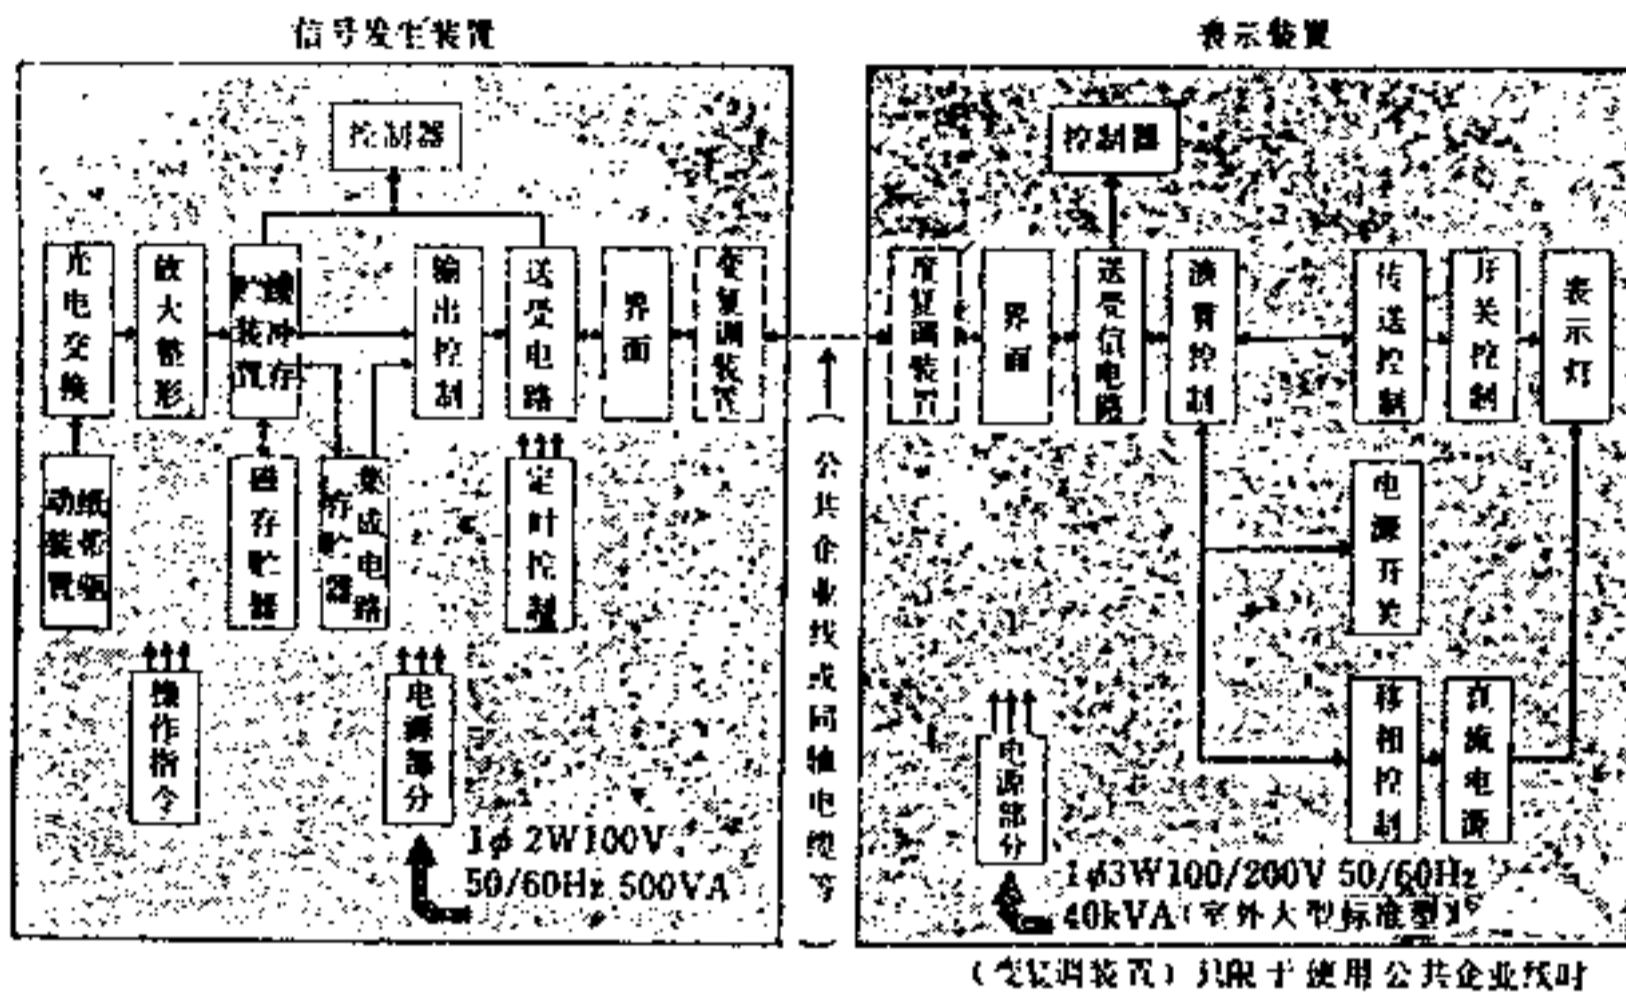 信号发生装置
表示装置
控制器
控制器
光电交换
放大整形
缓冲存
贮装置
输出控制
送受电路
界面
变复调装置
界面
送受信电路
演算控制
传送控制
开关控制
表示灯
纸带驱
动装置
磁存贮器
集成电路
存贮器
定时控制
公共企业线或同轴电缆等
电源开关
操作指令
电源部分
电源部分
移相控制
直流电源
1φ 2W100V
50/60Hz 500VA
1φ3W100/200V 50/60Hz
40kVA(室外大型标准型)
(变复调装置)只限于使用公共企业线时